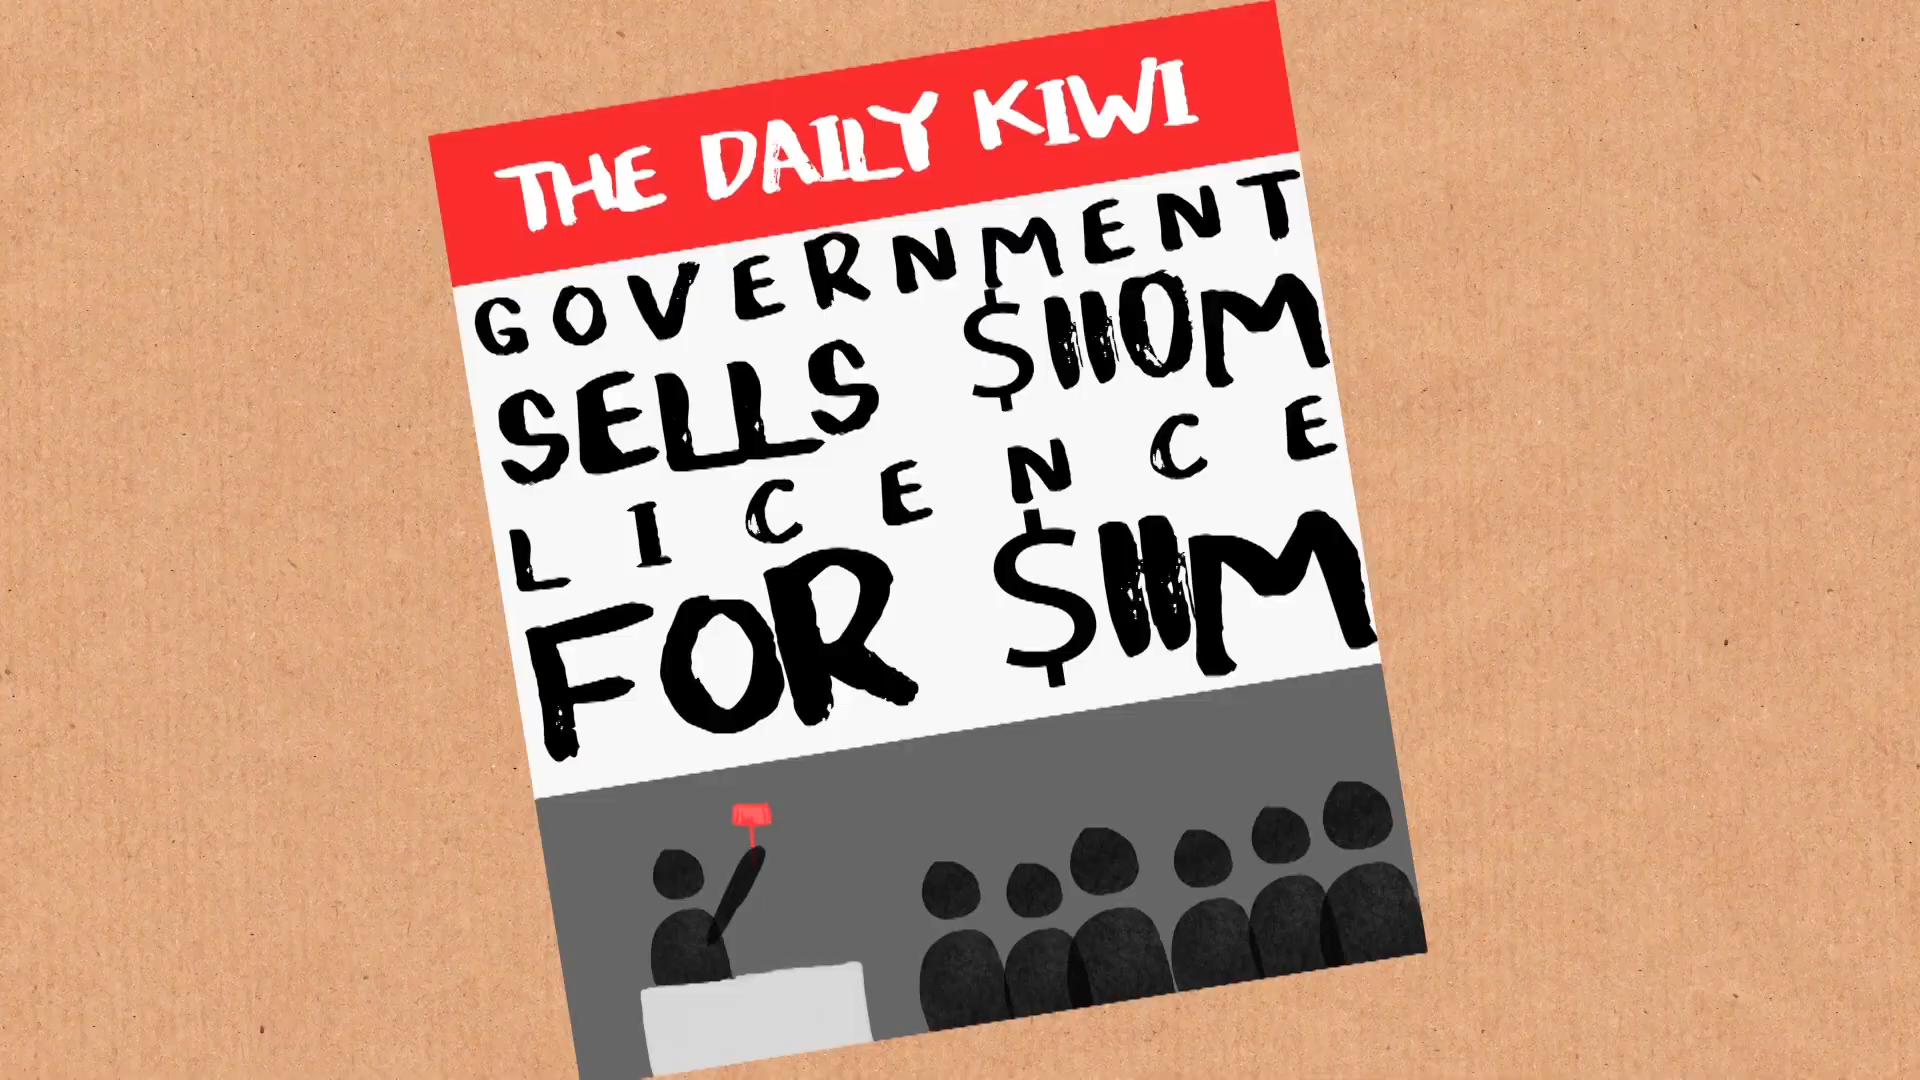 THE DAILY KIWI
GOVERNMENT
SELLS $110M
LICENCE
FOR $11M